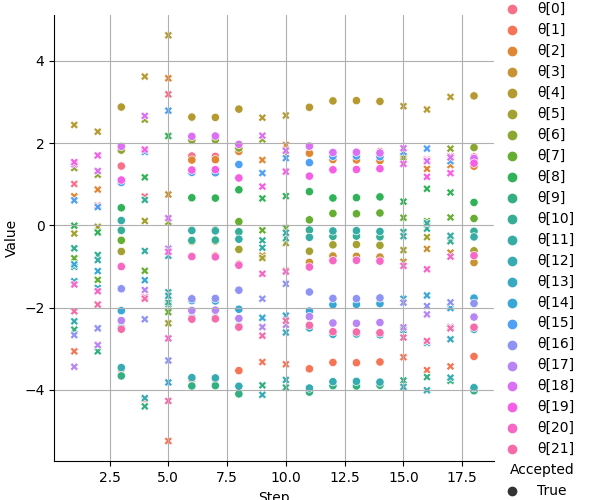 θ[0]
θ[1]
θ[2]
θ[3]
θ[4]
θ[5]
θ[6]
θ[7]
θ[8]
θ[9]
θ[10]
θ[11]
θ[12]
θ[13]
θ[14]
θ[15]
θ[16]
θ[17]
θ[18]
θ[19]
θ[20]
θ[21]
Accepted
True
4
2
0
−2
−4
Value
2.5 5.0 7.5 10.0 12.5 15.0 17.5
Step